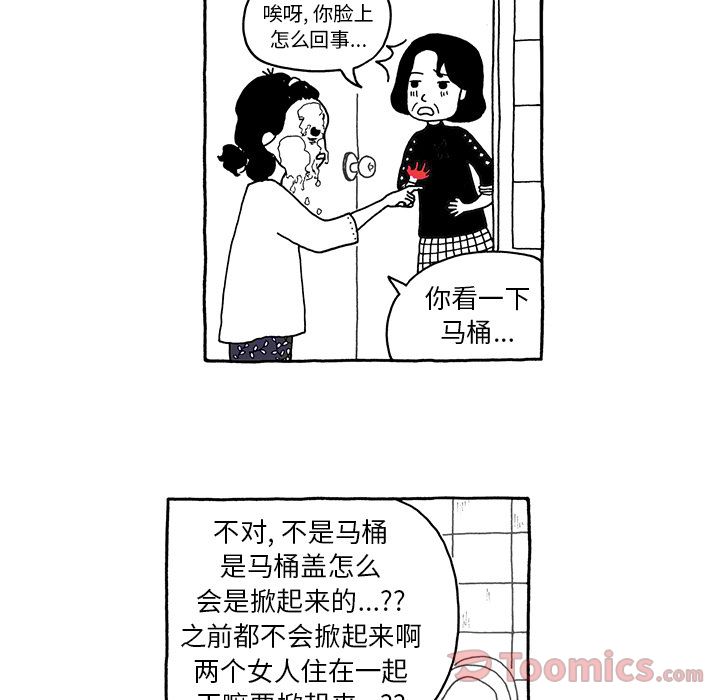 唉呀, 你脸上
怎么回事...
你看一下
马桶...
不对, 不是马桶
是马桶盖怎么
会是掀起来的...??
之前都不会掀起来啊
两个女人住在一起
Toomics.com